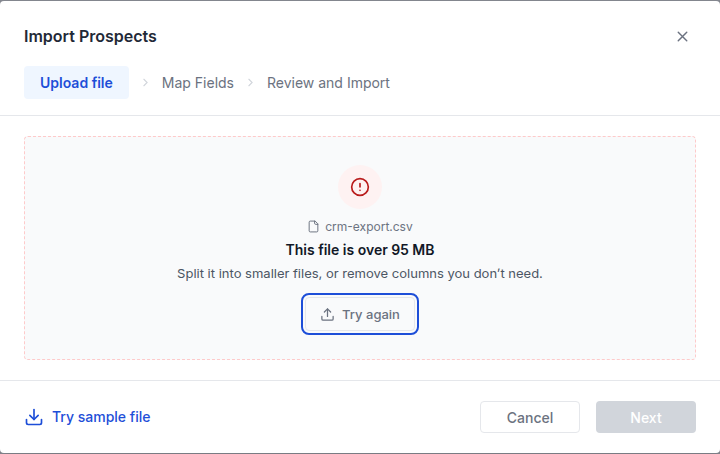 Import Prospects
Upload file
Map Fields
Review and Import
crm-export.csv
This file is over 95 MB
Split it into smaller files, or remove columns you don’t need.
Try again
Try sample file
Cancel
Next